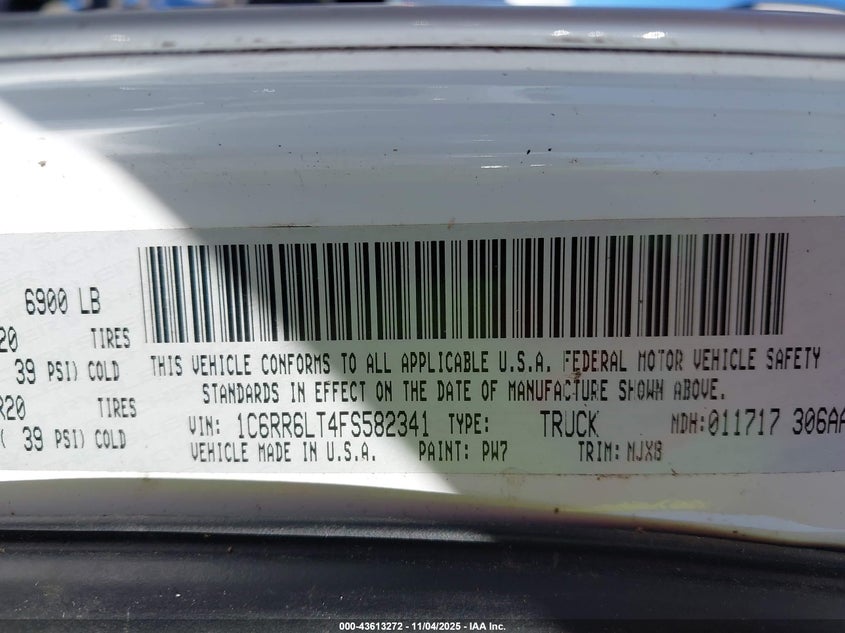 6900 LB
20 TIRES
39 PSI) COLD
R20 TIRES
( 39 PSI) COLD
THIS VEHICLE CONFORMS TO ALL APPLICABLE U.S.A. FEDERAL MOTOR VEHICLE SAFETY
STANDARDS IN EFFECT ON THE DATE OF MANUFACTURE SHOWN ABOVE.
VIN: 1C6RR6LT4FS582341 TYPE: TRUCK MDH:011717 306AA
VEHICLE MADE IN U.S.A. PAINT: PW7 TRIM: MJX8
000-43613272 - 11/04/2025 - IAA Inc.